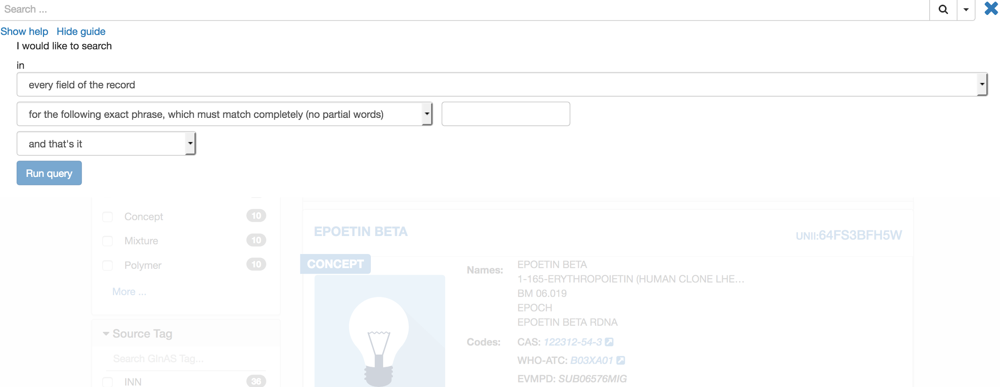 Search ...
Show help Hide guide
I would like to search
in
every field of the record
for the following exact phrase, which must match completely (no partial words)
and that's it
Run query
Concept 10
Mixture 10
Polymer 10
More ...
Source Tag
Search GInAS Tag...
INN 36
EPOETIN BETA
UNII:64FS3BFH5W
CONCEPT
Names:
EPOETIN BETA
1-165-ERYTHROPOIETIN (HUMAN CLONE LHE...
BM 06.019
EPOCH
EPOETIN BETA RDNA
Codes:
CAS: 122312-54-3
WHO-ATC: B03XA01
EVMPD: SUB06576MIG